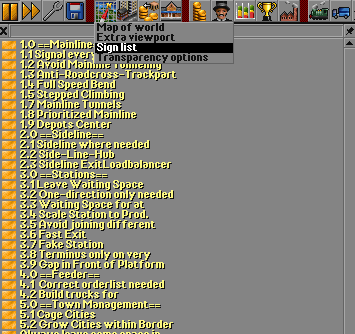 Map of world
Extra viewport
Sign list
Transparency options
1.0 ==Mainline
1.1 Signal every
1.2 Avoid Mainline Tunneling
1.3 Anti-Roadcross-Trackpart
1.4 Full Speed Bend
1.5 Stepped Climbing
1.7 Mainline Tunnels
1.8 Prioritized Mainline
1.9 Depots Center
2.0 ==Sideline==
2.1 Sideline where needed
2.2 Side-Line-Hub
2.3 Sideline ExitLoadbalancer
3.0 ==Stations==
3.1 Leave Waiting Space
3.2 One-direction only needed
3.3 Waiting Space for at
3.4 Scale Station to Prod.
3.5 Avoid joining different
3.6 Fast Exit
3.7 Fake Station
3.8 Terminus only on very
3.9 Gap in Front of Platform
4.0 ==Feeder==
4.1 Correct orderlist needed
4.2 Build trucks for
5.0 ==Town Management==
5.1 Cage Cities
5.2 Grow Cities within Border